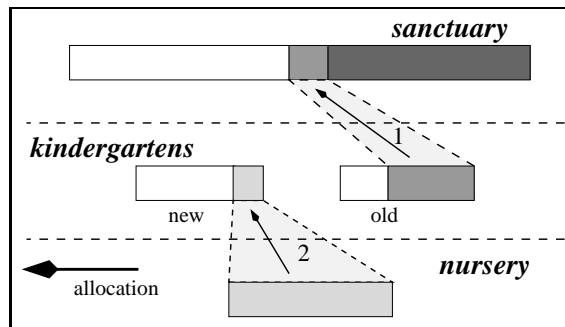 sanctuary
1
kindergartens
new
old
2
nursery
allocation